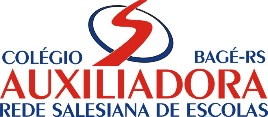 COLÉGIO BAGÉ-RS
AUXILIADORA
REDE SALESIANA DE ESCOLAS